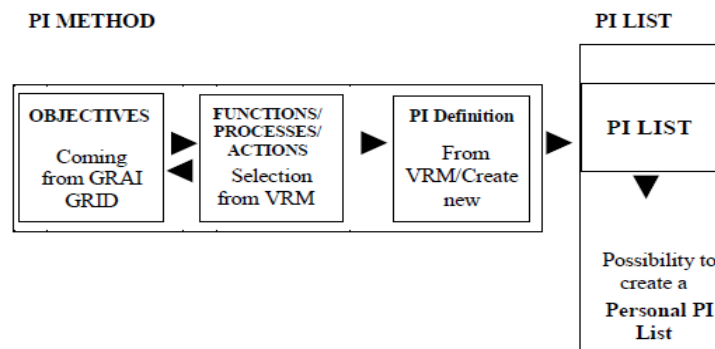 PI METHOD
PI LIST
OBJECTIVES
Coming
from GRAI
GRID
FUNCTIONS/
PROCESSES/
ACTIONS
Selection
from VRM
PI Definition
From
VRM/Create
new
PI LIST
Possibility to
create a
Personal PI
List